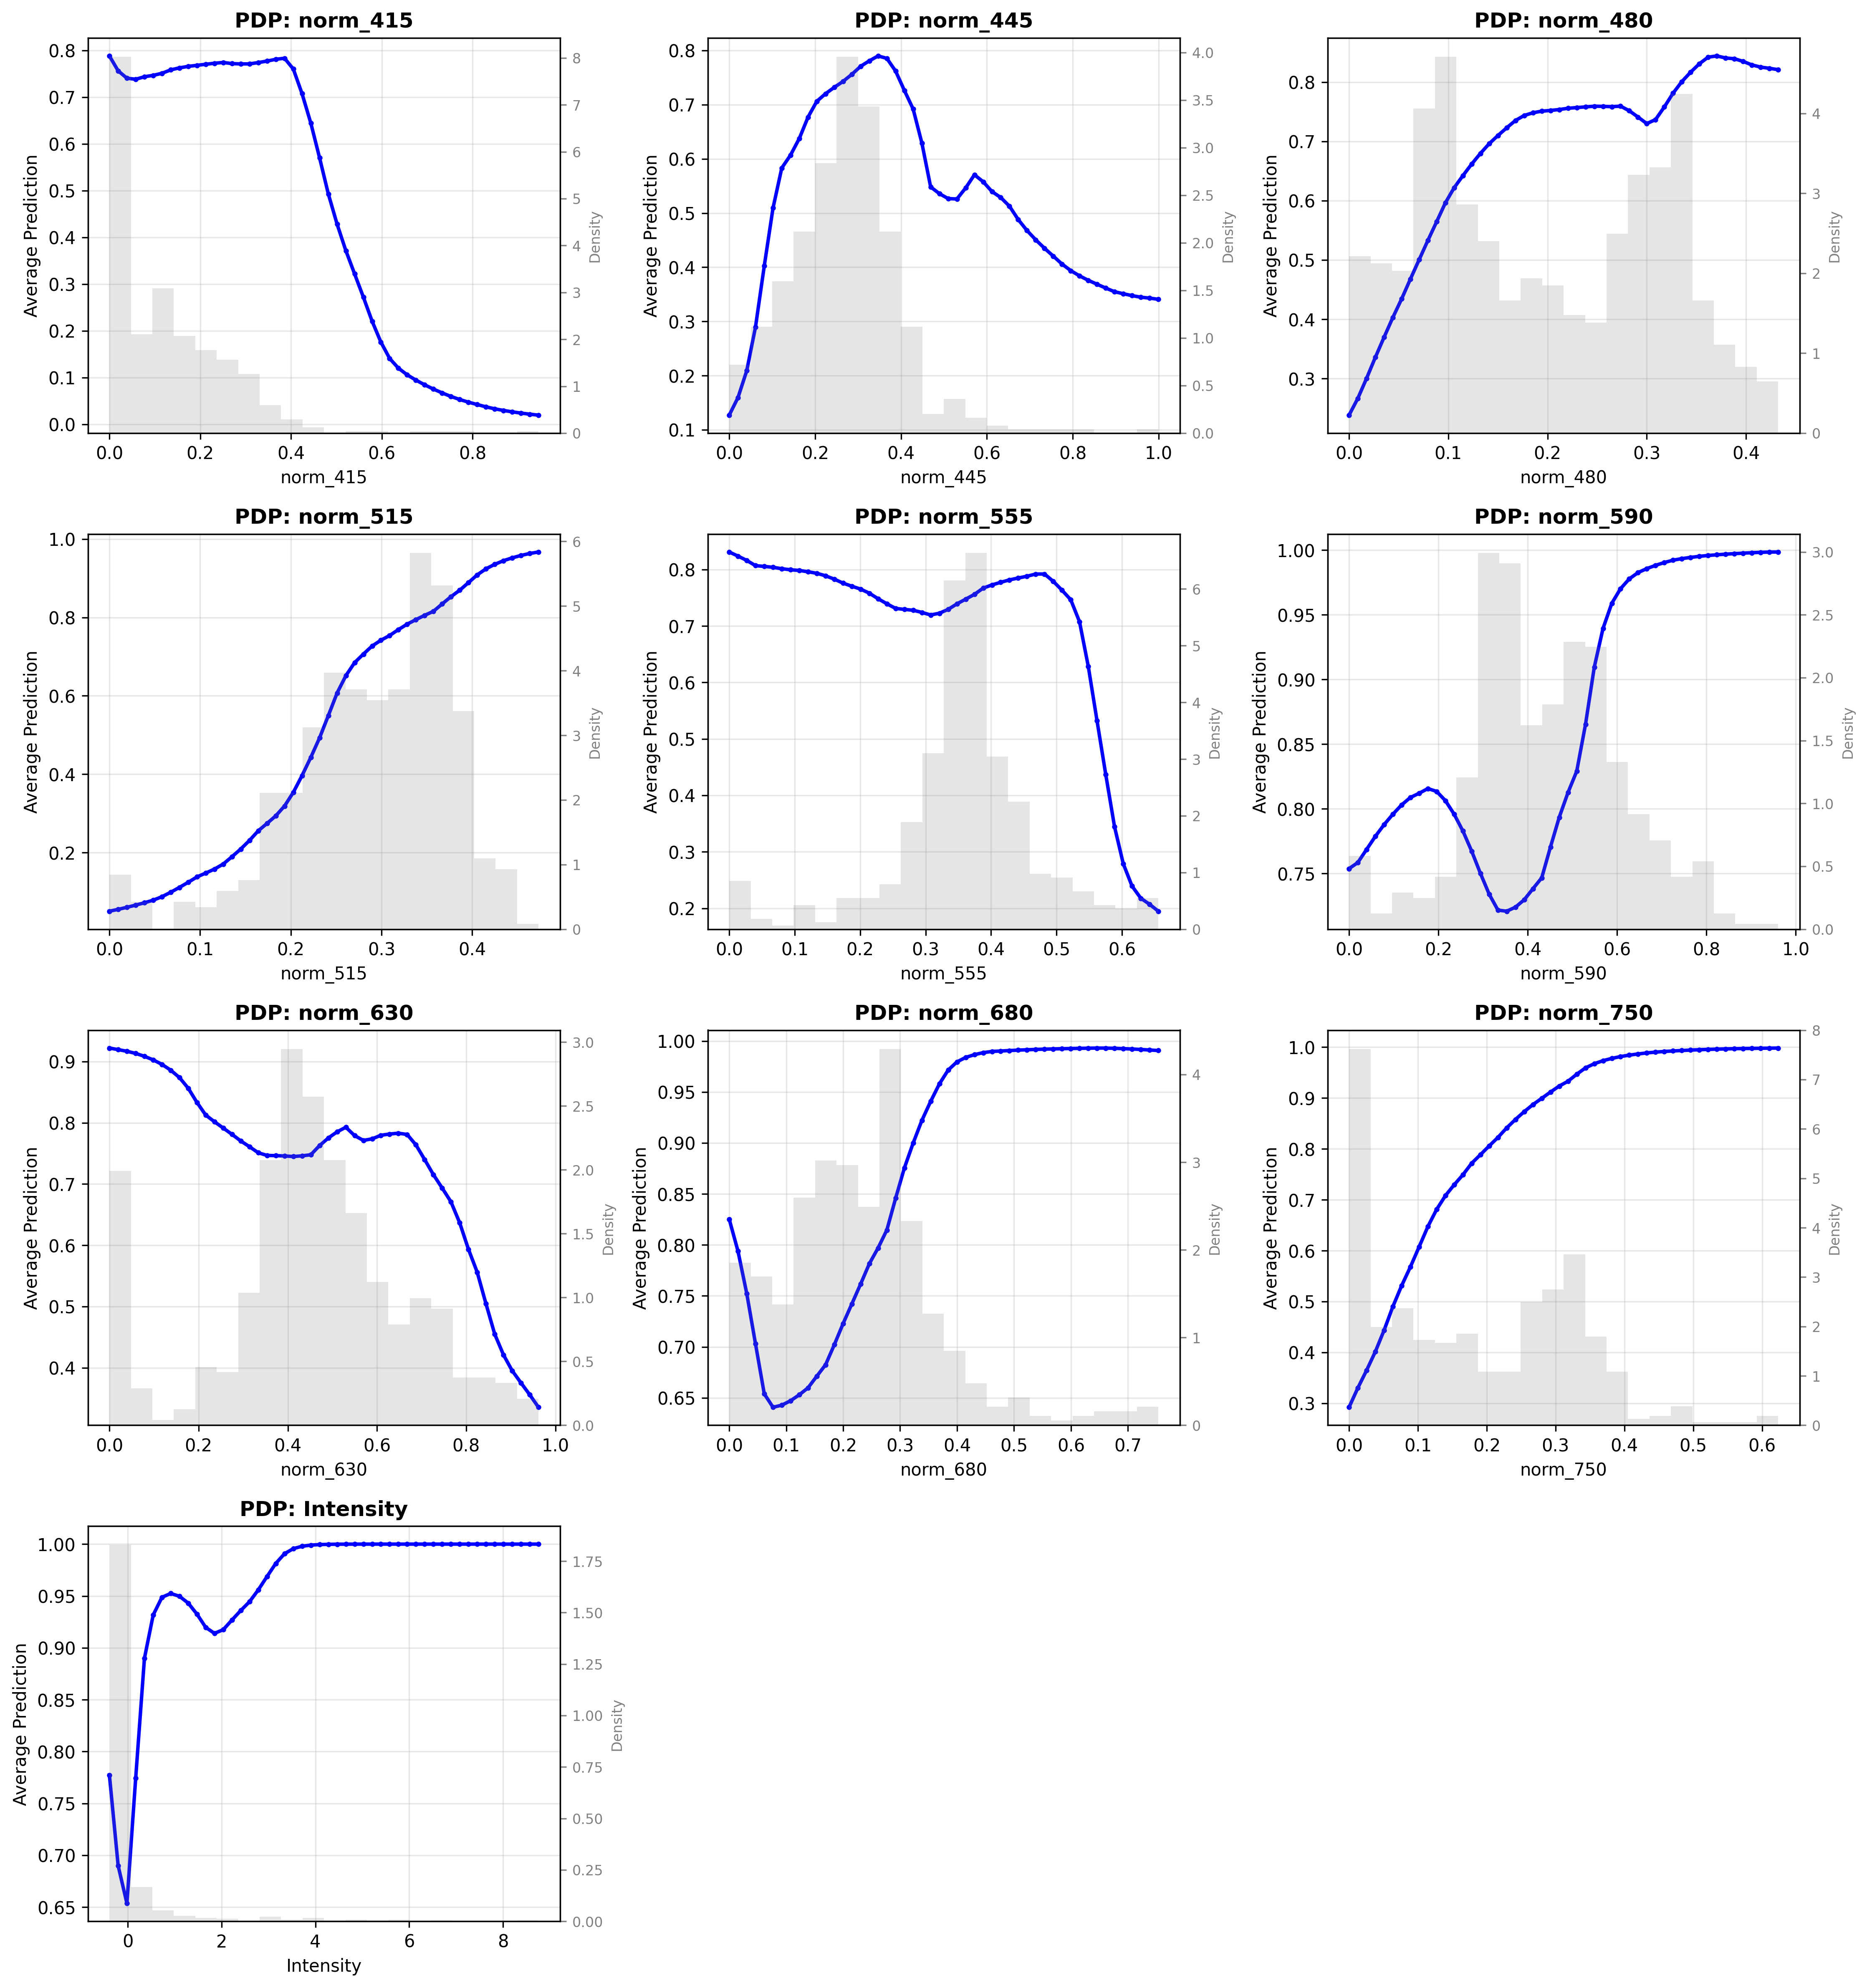 PDP: norm_415
0.8
0.7
0.6
0.5
0.4
0.3
0.2
0.1
0.0
Average Prediction
8
7
6
5
4
3
2
1
0
Density
0.0 0.2 0.4 0.6 0.8
norm_415
PDP: norm_445
0.8
0.7
0.6
0.5
0.4
0.3
0.2
0.1
Average Prediction
4.0
3.5
3.0
2.5
2.0
1.5
1.0
0.5
0.0
Density
0.0 0.2 0.4 0.6 0.8 1.0
norm_445
PDP: norm_480
0.8
0.7
0.6
0.5
0.4
0.3
Average Prediction
4
3
2
1
0
Density
0.0 0.1 0.2 0.3 0.4
norm_480
PDP: norm_515
1.0
0.8
0.6
0.4
0.2
Average Prediction
6
5
4
3
2
1
0
Density
0.0 0.1 0.2 0.3 0.4
norm_515
PDP: norm_555
0.8
0.7
0.6
0.5
0.4
0.3
0.2
Average Prediction
6
5
4
3
2
1
0
Density
0.0 0.1 0.2 0.3 0.4 0.5 0.6
norm_555
PDP: norm_590
1.00
0.95
0.90
0.85
0.80
0.75
Average Prediction
3.0
2.5
2.0
1.5
1.0
0.5
0.0
Density
0.0 0.2 0.4 0.6 0.8 1.0
norm_590
PDP: norm_630
0.9
0.8
0.7
0.6
0.5
0.4
Average Prediction
3.0
2.5
2.0
1.5
1.0
0.5
0.0
Density
0.0 0.2 0.4 0.6 0.8 1.0
norm_630
PDP: norm_680
1.00
0.95
0.90
0.85
0.80
0.75
0.70
0.65
Average Prediction
4
3
2
1
0
Density
0.0 0.1 0.2 0.3 0.4 0.5 0.6 0.7
norm_680
PDP: norm_750
1.0
0.9
0.8
0.7
0.6
0.5
0.4
0.3
Average Prediction
8
7
6
5
4
3
2
1
0
Density
0.0 0.1 0.2 0.3 0.4 0.5 0.6
norm_750
PDP: Intensity
1.00
0.95
0.90
0.85
0.80
0.75
0.70
0.65
Average Prediction
1.75
1.50
1.25
1.00
0.75
0.50
0.25
0.00
Density
0 2 4 6 8
Intensity